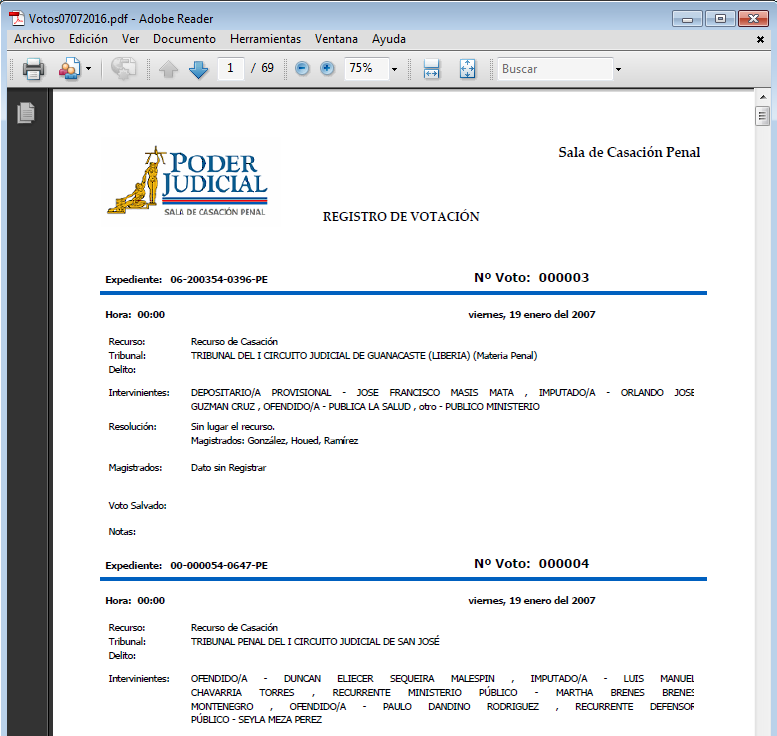 Votos07072016.pdf - Adobe Reader
Archivo Edición Ver Documento Herramientas Ventana Ayuda
1 / 69 75% Buscar
PODER
JUDICIAL
SALA DE CASACIÓN PENAL
Sala de Casación Penal
REGISTRO DE VOTACIÓN
Expediente: 06-200354-0396-PE Nº Voto: 000003
Hora: 00:00 viernes, 19 enero del 2007
Recurso: Recurso de Casación
Tribunal: TRIBUNAL DEL I CIRCUITO JUDICIAL DE GUANACASTE (LIBERIA) (Materia Penal)
Delito:
Intervinientes: DEPOSITARIO/A PROVISIONAL - JOSE FRANCISCO MASIS MATA , IMPUTADO/A - ORLANDO JOSE
GUZMAN CRUZ , OFENDIDO/A - PUBLICA LA SALUD , otro - PUBLICO MINISTERIO
Resolución: Sin lugar el recurso.
Magistrados: González, Houed, Ramírez
Magistrados: Dato sin Registrar
Voto Salvado:
Notas:
Expediente: 00-000054-0647-PE Nº Voto: 000004
Hora: 00:00 viernes, 19 enero del 2007
Recurso: Recurso de Casación
Tribunal: TRIBUNAL PENAL DEL I CIRCUITO JUDICIAL DE SAN JOSÉ
Delito:
Intervinientes: OFENDIDO/A - DUNCAN ELIECER SEQUEIRA MALESPIN , IMPUTADO/A - LUIS MANUEL
CHAVARRIA TORRES , RECURRENTE MINISTERIO PÚBLICO - MARTHA BRENES BRENES
MONTENEGRO , OFENDIDO/A - PAULO DANDINO RODRIGUEZ , RECURRENTE DEFENSOR
PÚBLICO - SEYLA MEZA PEREZ